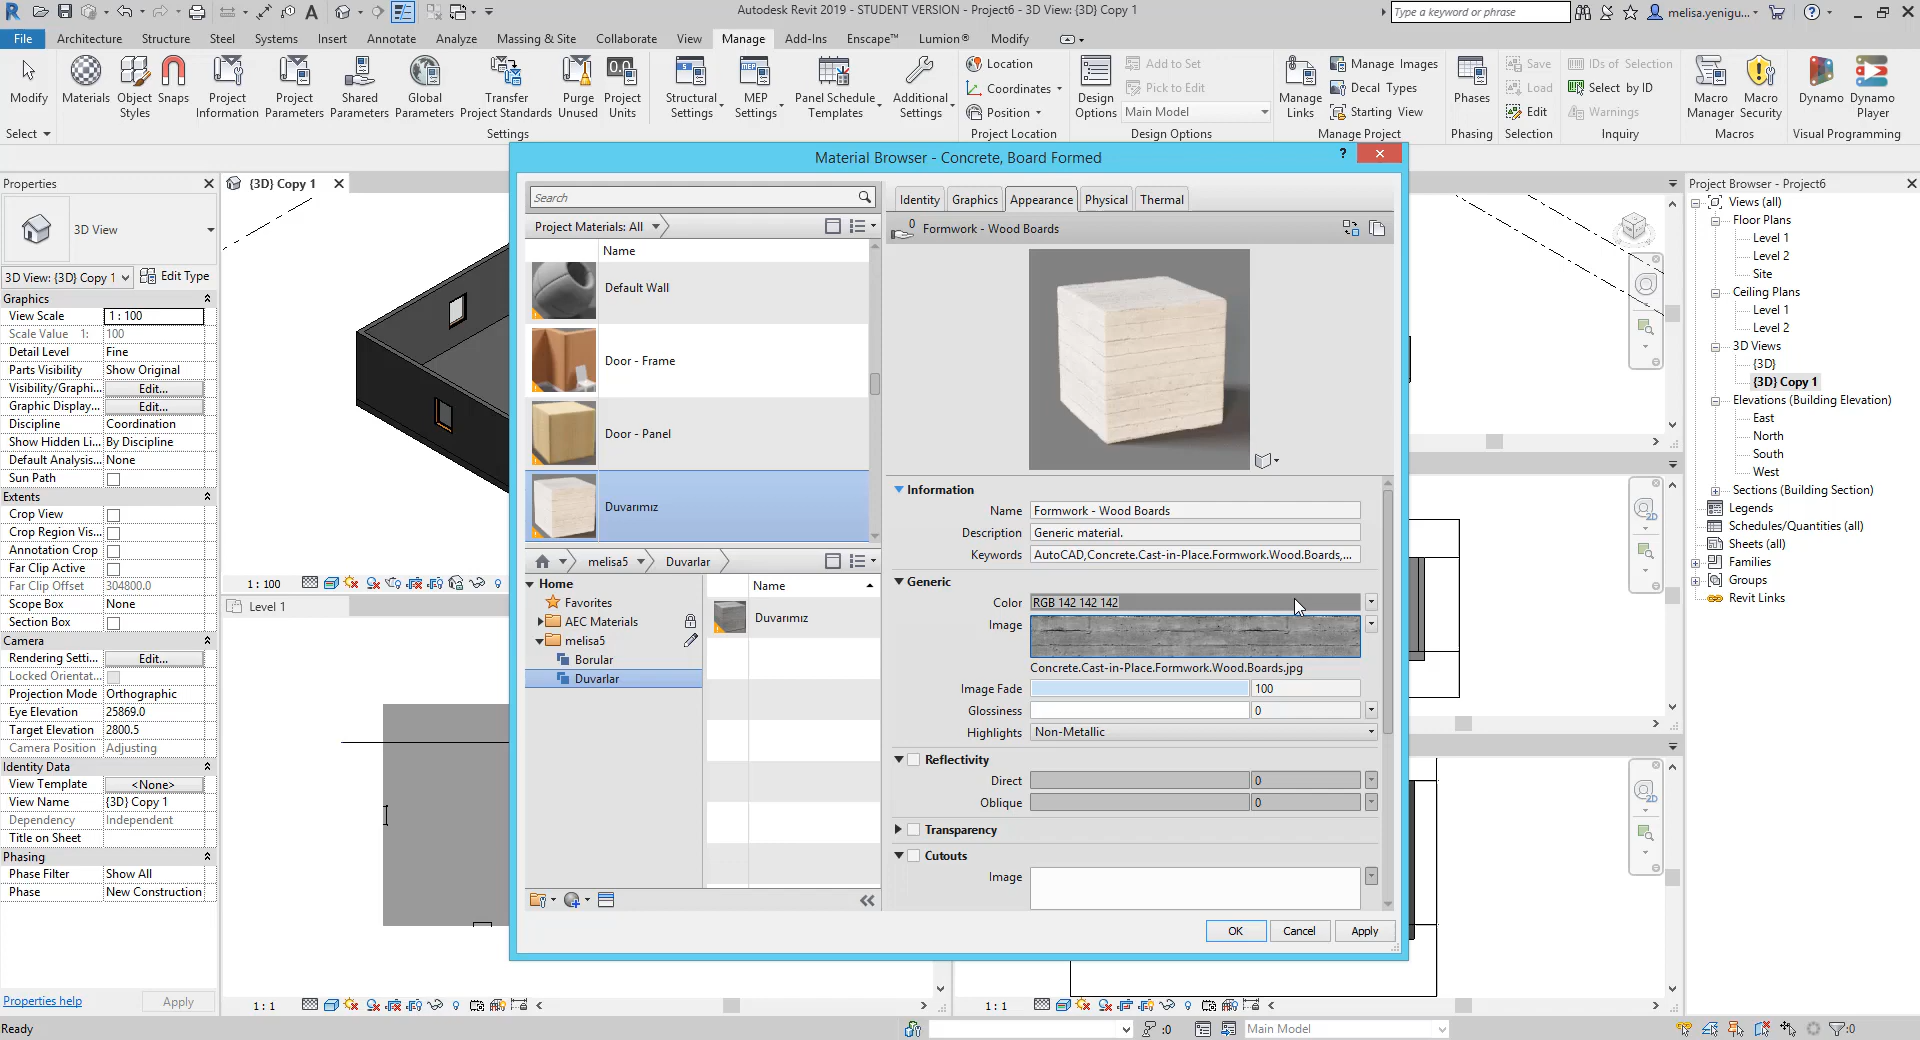 Autodesk Revit 2019 - STUDENT VERSION - Project6 - 3D View: {3D} Copy 1
Type a keyword or phrase
melisa.yenigu...
File Architecture Structure Steel Systems Insert Annotate Analyze Massing & Site Collaborate View Manage Add-Ins Enscape™ Lumion® Modify
Modify
Materials
Object Styles
Snaps
Project Information
Project Parameters
Shared Parameters
Global Parameters
Transfer Project Standards
Purge Unused
Project Units
Structural Settings
MEP Settings
Panel Schedule Templates
Additional Settings
Location
Coordinates
Position
Design Options
Add to Set
Pick to Edit
Main Model
Manage Links
Manage Images
Decal Types
Starting View
Phases
Save
Load
Edit
IDs of Selection
Select by ID
Warnings
Macro Manager
Macro Security
Dynamo
Dynamo Player
Select
Settings
Project Location
Design Options
Manage Project
Phasing
Selection
Inquiry
Macros
Visual Programming
Properties
3D View
3D View: {3D} Copy 1
Edit Type
Graphics
View Scale 1 : 100
Scale Value 1: 100
Detail Level Fine
Parts Visibility Show Original
Visibility/Graphi... Edit...
Graphic Display... Edit...
Discipline Coordination
Show Hidden Li... By Discipline
Default Analysis... None
Sun Path
Extents
Crop View
Crop Region Vis...
Annotation Crop
Far Clip Active
Far Clip Offset 304800.0
Scope Box None
Section Box
Camera
Rendering Setti... Edit...
Locked Orientat...
Projection Mode Orthographic
Eye Elevation 25869.0
Target Elevation 2800.5
Camera Position Adjusting
Identity Data
View Template <None>
View Name {3D} Copy 1
Dependency Independent
Title on Sheet
Phasing
Phase Filter Show All
Phase New Construction
Properties help
Apply
{3D} Copy 1
1 : 100
Level 1
1 : 1
Material Browser - Concrete, Board Formed
?
Search
Project Materials: All
Name
Default Wall
Door - Frame
Door - Panel
Duvarımız
melisa5
Duvarlar
Home
Favorites
AEC Materials
melisa5
Borular
Duvarlar
Name
Duvarımız
Identity Graphics Appearance Physical Thermal
0
Formwork - Wood Boards
Information
Name Formwork - Wood Boards
Description Generic material.
Keywords AutoCAD,Concrete.Cast-in-Place.Formwork.Wood.Boards,...
Generic
Color RGB 142 142 142
Image
Concrete.Cast-in-Place.Formwork.Wood.Boards.jpg
Image Fade 100
Glossiness 0
Highlights Non-Metallic
Reflectivity
Direct 0
Oblique 0
Transparency
Cutouts
Image
OK Cancel Apply
2D
2D
1 : 1
Project Browser - Project6
Views (all)
Floor Plans
Level 1
Level 2
Site
Ceiling Plans
Level 1
Level 2
3D Views
{3D}
{3D} Copy 1
Elevations (Building Elevation)
East
North
South
West
Sections (Building Section)
Legends
Schedules/Quantities (all)
Sheets (all)
Families
Groups
Revit Links
Ready
:0
Main Model
:0